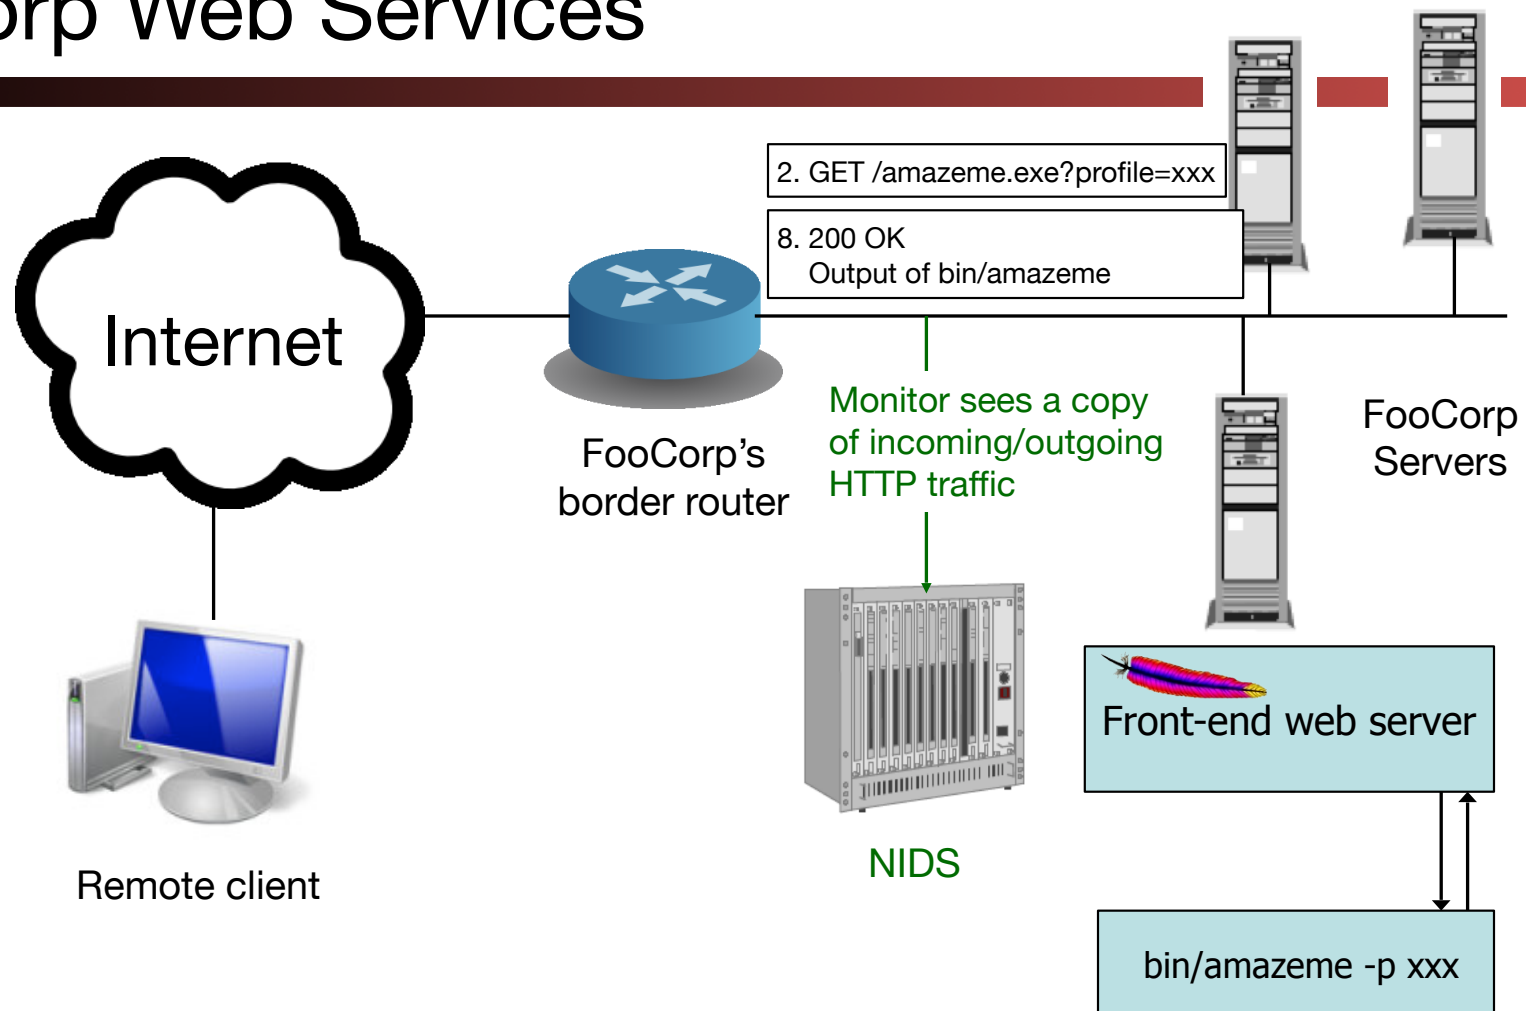 orp Web Services
2. GET /amazeme.exe?profile=xxx
8. 200 OK
Output of bin/amazeme
Internet
Monitor sees a copy
of incoming/outgoing
HTTP traffic
FooCorp
Servers
FooCorp’s
border router
Front-end web server
NIDS
Remote client
bin/amazeme -p xxx